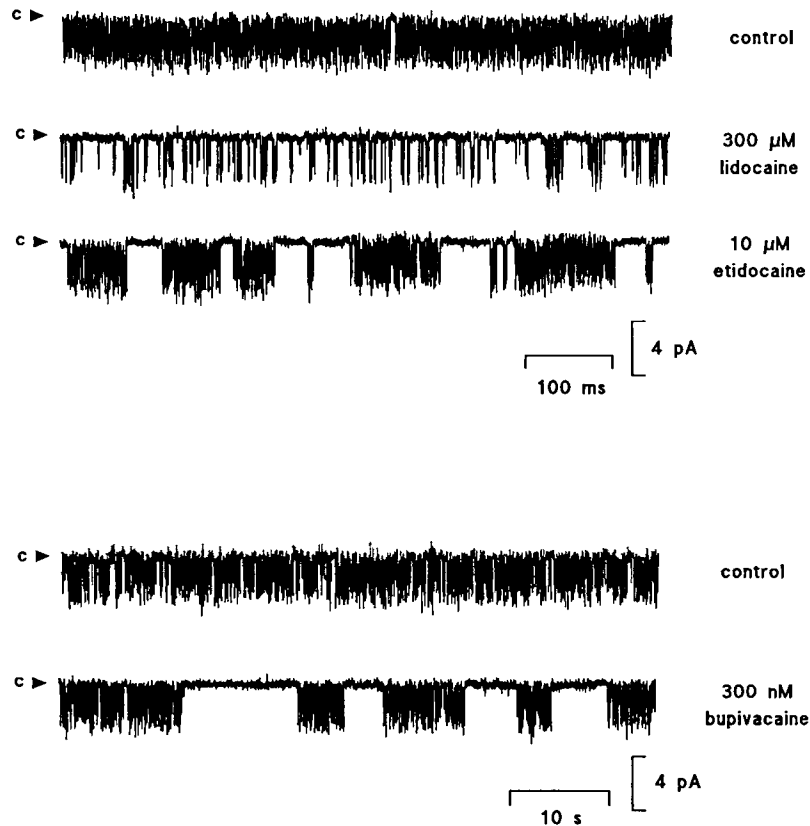 c ► control
c ► 300 µM
lidocaine
c ► 10 µM
etidocaine
4 pA
100 ms
c ► control
c ► 300 nM
bupivacaine
4 pA
10 s